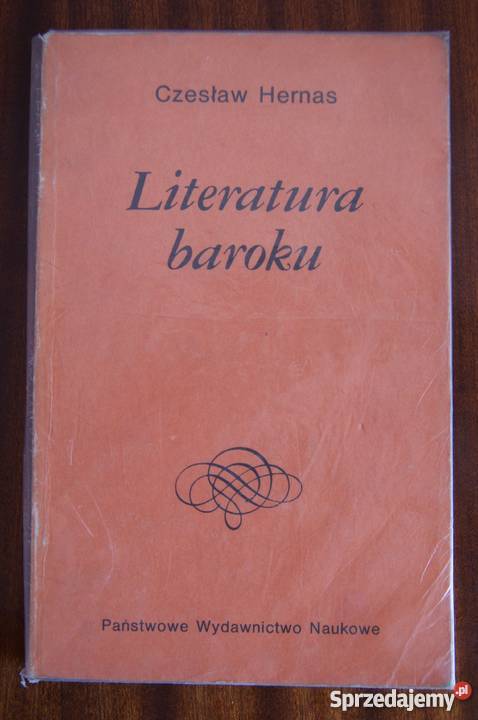 Czesław Hernas
Literatura
baroku
Państwowe Wydawnictwo Naukowe
Sprzedajemy.pl